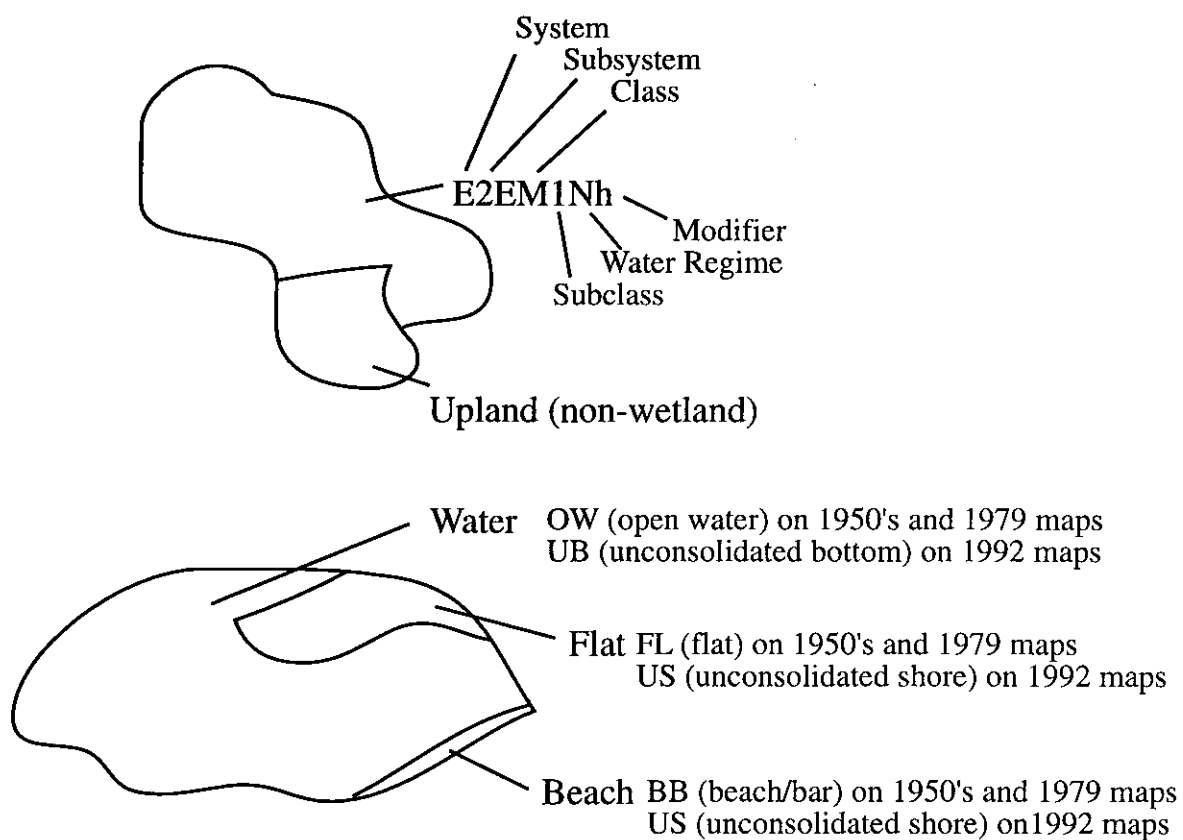 System
Subsystem
Class
E2EM1Nh
Modifier
Water Regime
Subclass
Upland (non-wetland)
Water OW (open water) on 1950's and 1979 maps
UB (unconsolidated bottom) on 1992 maps
Flat FL (flat) on 1950's and 1979 maps
US (unconsolidated shore) on 1992 maps
Beach BB (beach/bar) on 1950's and 1979 maps
US (unconsolidated shore) on1992 maps